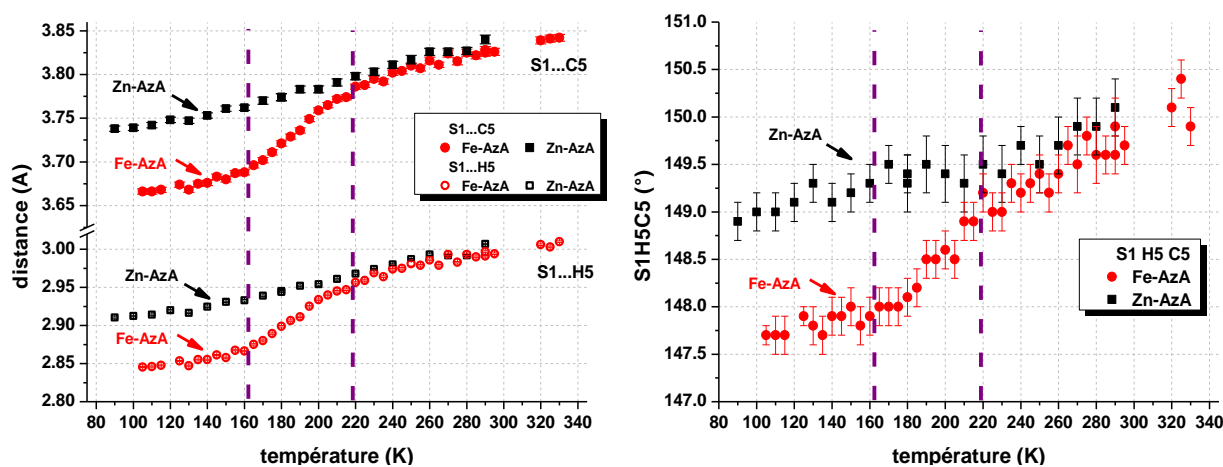 3.85
3.80
3.75
3.70
3.65
3.00
2.95
2.90
2.85
2.80
distance (A)
Zn-AzA
Fe-AzA
S1...C5
S1...C5
Fe-AzA Zn-AzA
S1...H5
Fe-AzA Zn-AzA
Zn-AzA
Fe-AzA
S1...H5
80 100 120 140 160 180 200 220 240 260 280 300 320 340
température (K)
151.0
150.5
150.0
149.5
149.0
148.5
148.0
147.5
147.0
S1H5C5 (°)
Zn-AzA
Fe-AzA
S1 H5 C5
Fe-AzA
Zn-AzA
80 100 120 140 160 180 200 220 240 260 280 300 320 340
température (K)